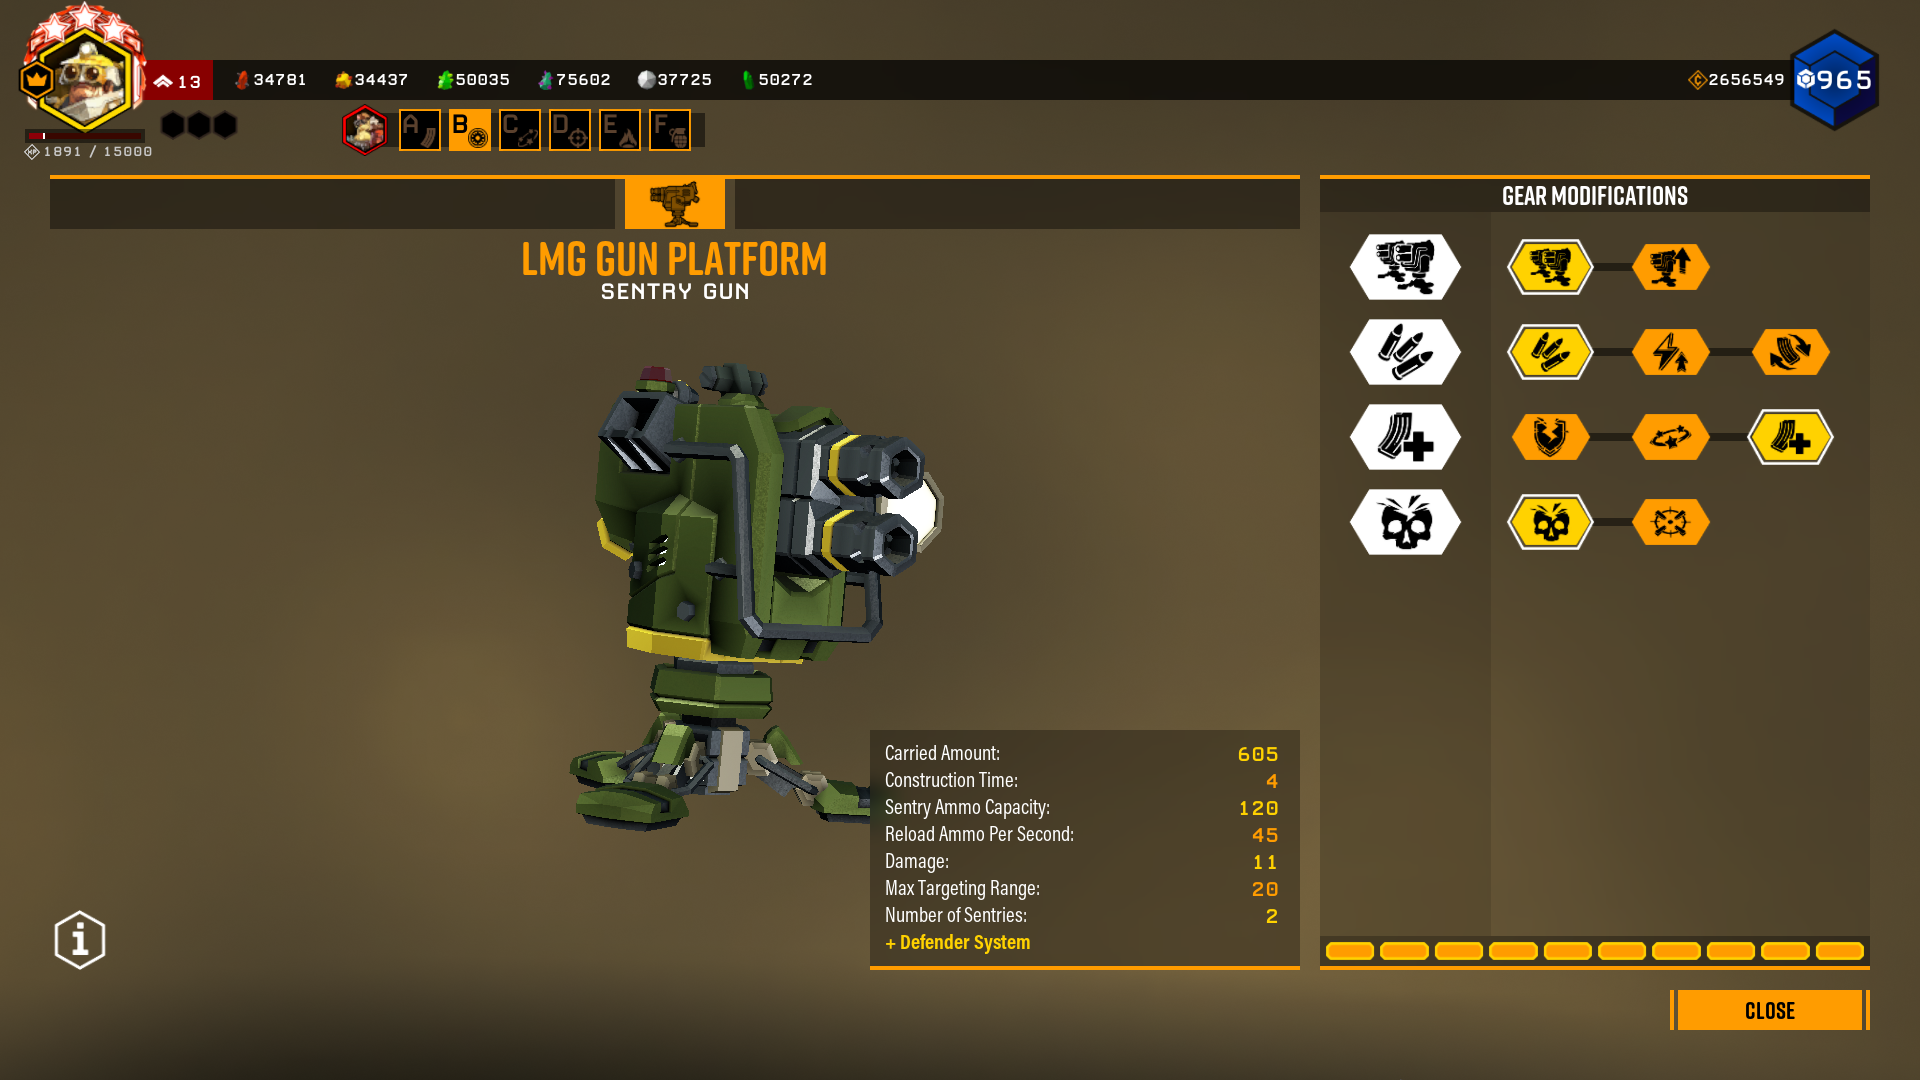 13
34781 34437 50035 75602 37725 50272
2656549
965
1891 / 15000
A B C D E F
LMG GUN PLATFORM
SENTRY GUN
GEAR MODIFICATIONS
Carried Amount: 605
Construction Time: 4
Sentry Ammo Capacity: 120
Reload Ammo Per Second: 45
Damage: 11
Max Targeting Range: 20
Number of Sentries: 2
+ Defender System
CLOSE